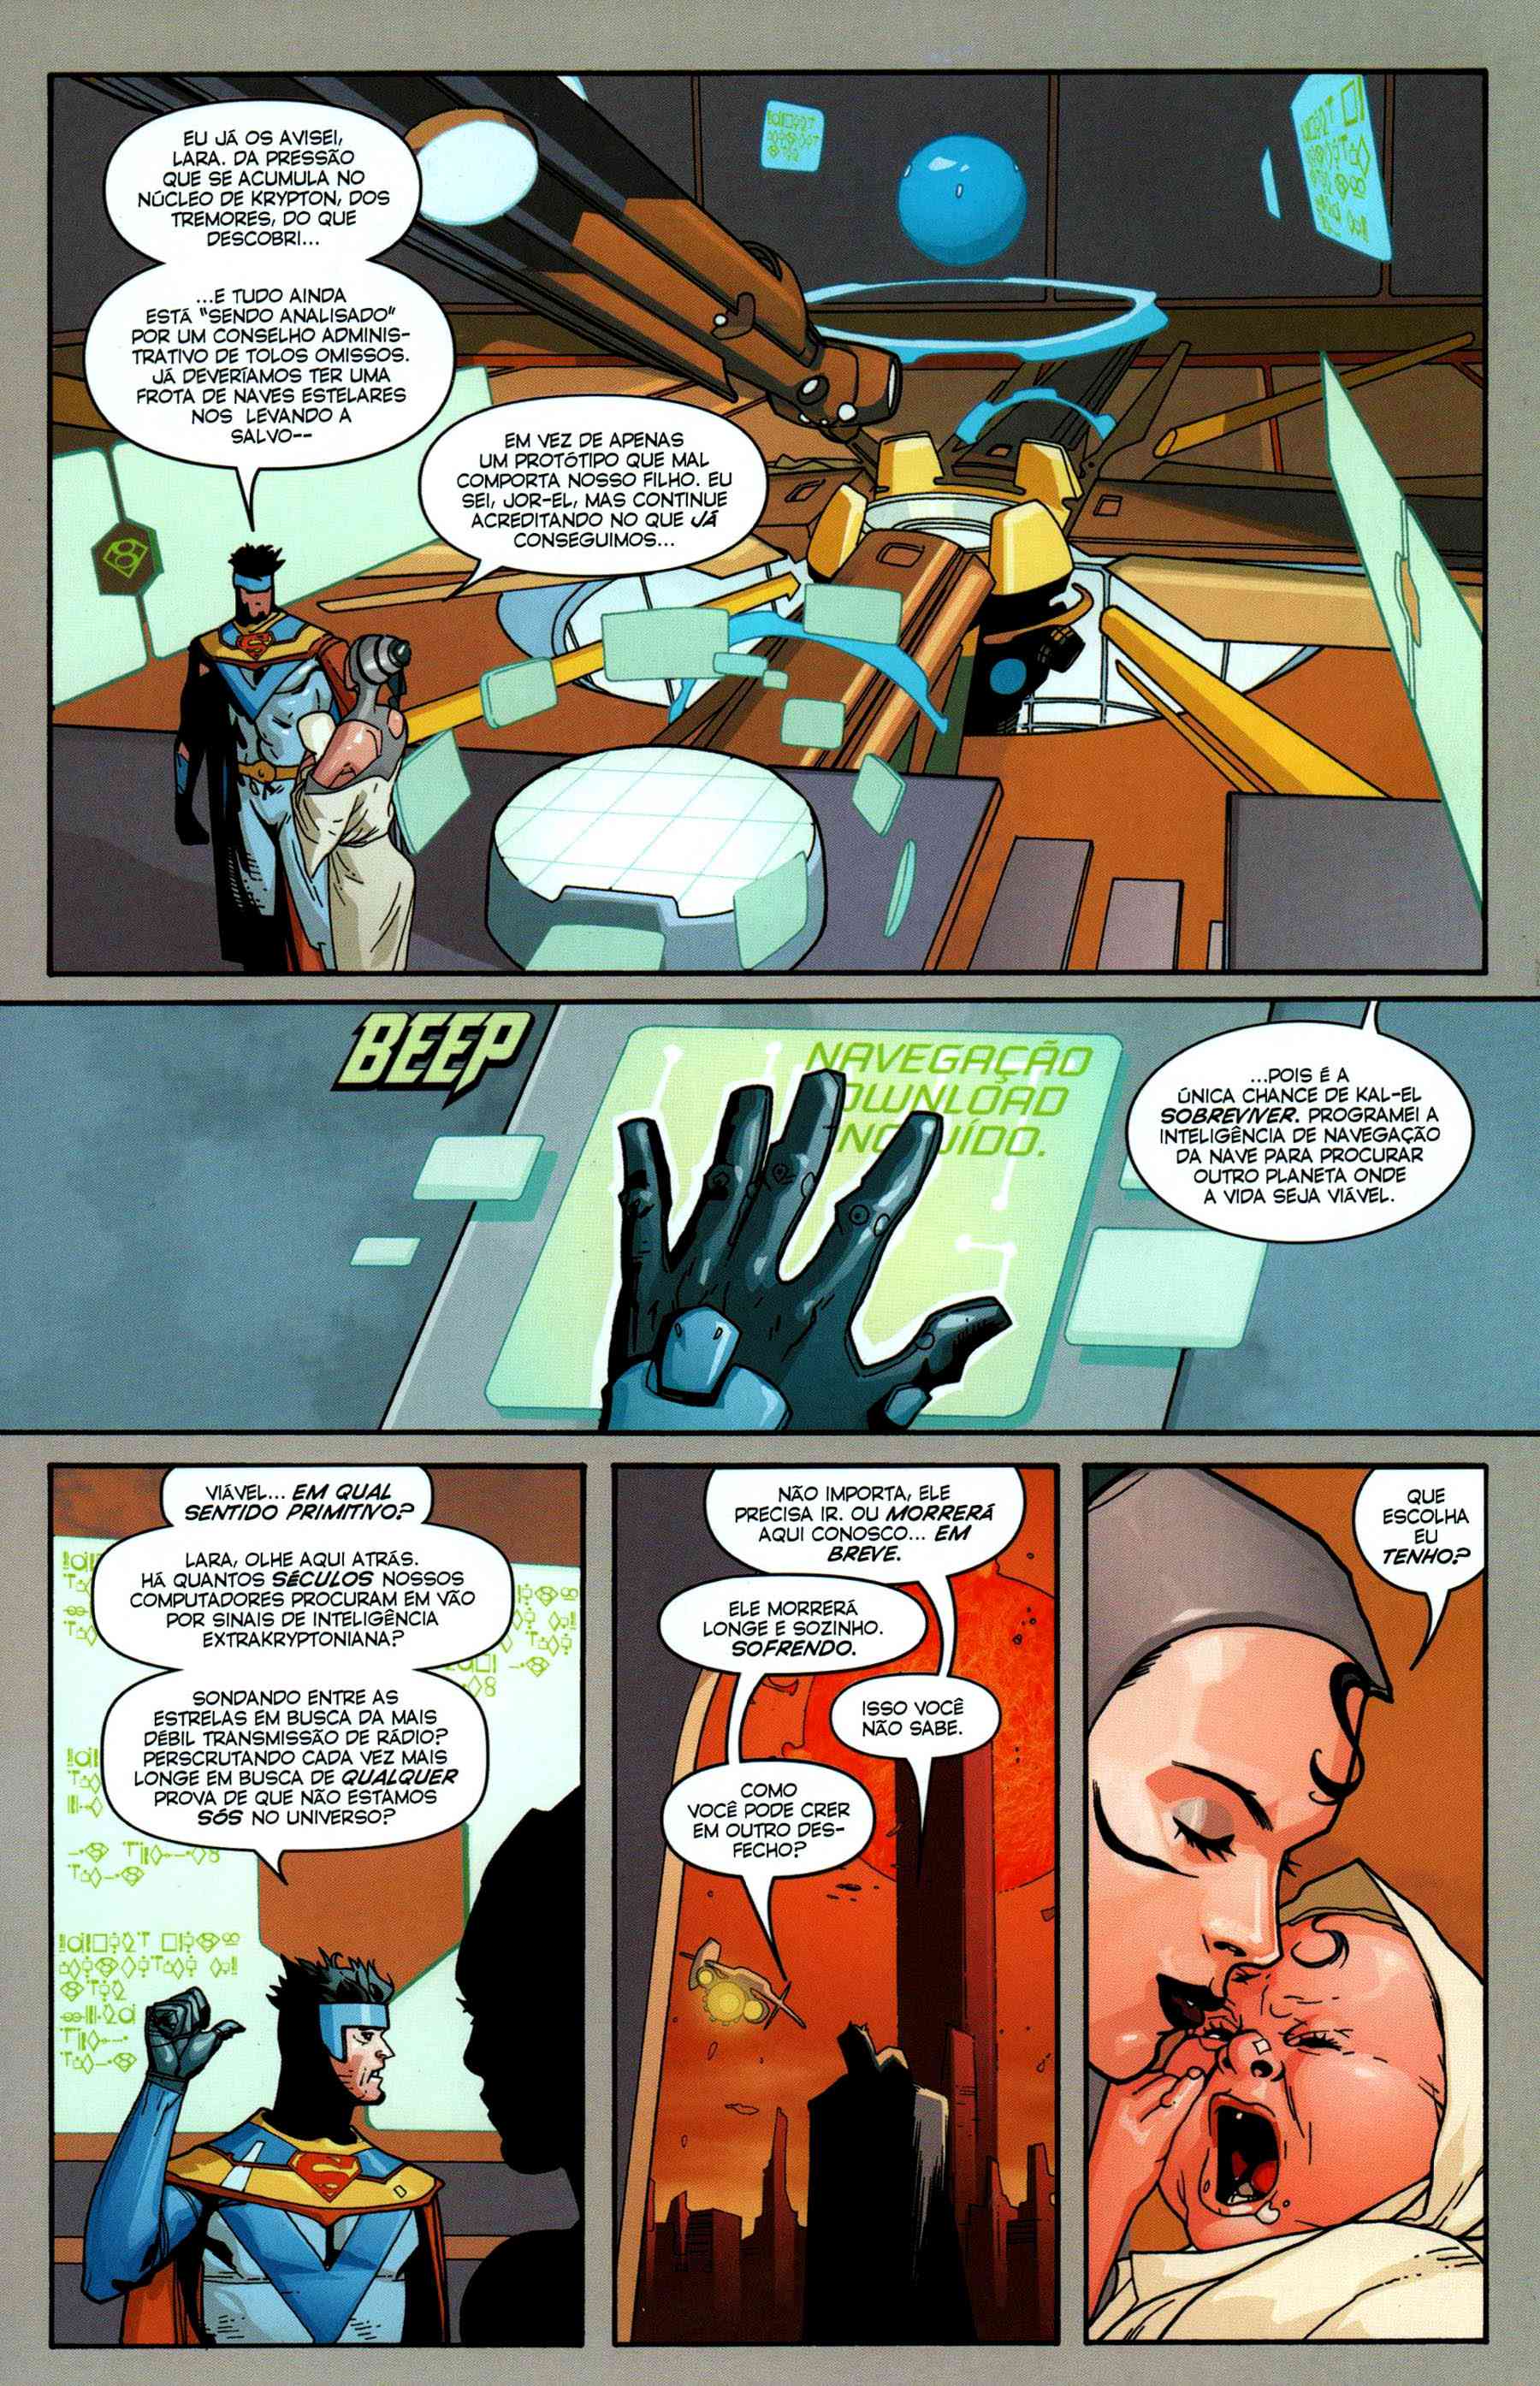 EU JÁ OS AVISEI,
LARA. DA PRESSÃO
QUE SE ACUMULA NO
NÚCLEO DE KRYPTON, DOS
TREMORES, DO QUE
DESCOBRI...
...E TUDO AINDA
ESTÁ "SENDO ANALISADO"
POR UM CONSELHO ADMINIS-
TRATIVO DE TOLOS OMISSOS.
JÁ DEVERÍAMOS TER UMA
FROTA DE NAVES ESTELARES
NOS LEVANDO A
SALVO--
EM VEZ DE APENAS
UM PROTÓTIPO QUE MAL
COMPORTA NOSSO FILHO. EU
SEI, JOR-EL, MAS CONTINUE
ACREDITANDO NO QUE JÁ
CONSEGUIMOS...
BEEP
NAVEGAÇÃO
DOWNLOAD
...POIS É A
ÚNICA CHANCE DE KAL-EL
SOBREVIVER. PROGRAMEI A
INTELIGÊNCIA DE NAVEGAÇÃO
DA NAVE PARA PROCURAR
OUTRO PLANETA ONDE
A VIDA SEJA VIÁVEL.
VIÁVEL... EM QUAL
SENTIDO PRIMITIVO?
LARA, OLHE AQUI ATRÁS.
HÁ QUANTOS SÉCULOS NOSSOS
COMPUTADORES PROCURAM EM VÃO
POR SINAIS DE INTELIGÊNCIA
EXTRAKRYPTONIANA?
SONDANDO ENTRE AS
ESTRELAS EM BUSCA DA MAIS
DÉBIL TRANSMISSÃO DE RÁDIO?
PERSCRUTANDO CADA VEZ MAIS
LONGE EM BUSCA DE QUALQUER
PROVA DE QUE NÃO ESTAMOS
SÓS NO UNIVERSO?
NÃO IMPORTA, ELE
PRECISA IR. OU MORRERÁ
AQUI CONOSCO... EM
BREVE.
ELE MORRERÁ
LONGE E SOZINHO.
SOFRENDO.
ISSO VOCÊ
NÃO SABE.
COMO
VOCÊ PODE CRER
EM OUTRO DES-
FECHO?
QUE
ESCOLHA
EU
TENHO?